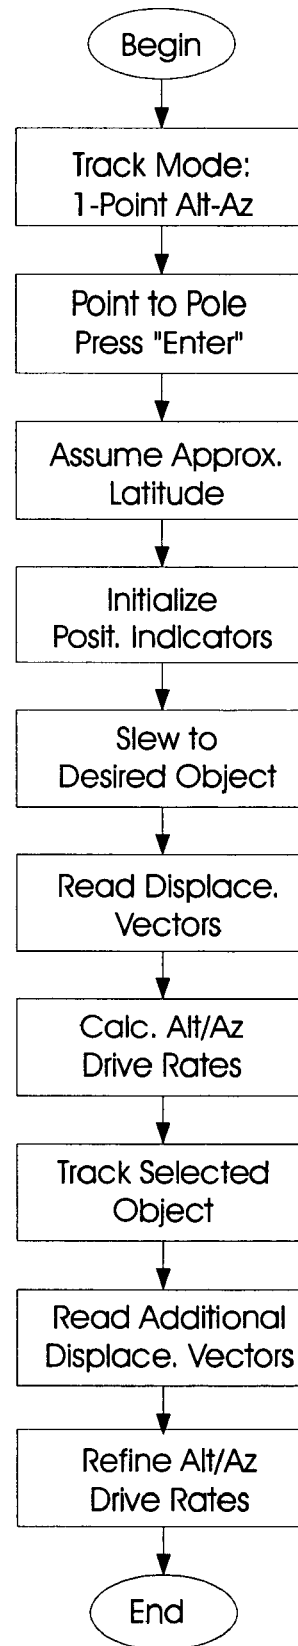 Begin
Track Mode:
1-Point Alt-Az
Point to Pole
Press "Enter"
Assume Approx.
Latitude
Initialize
Posit. Indicators
Slew to
Desired Object
Read Displace.
Vectors
Calc. Alt/Az
Drive Rates
Track Selected
Object
Read Additional
Displace. Vectors
Refine Alt/Az
Drive Rates
End